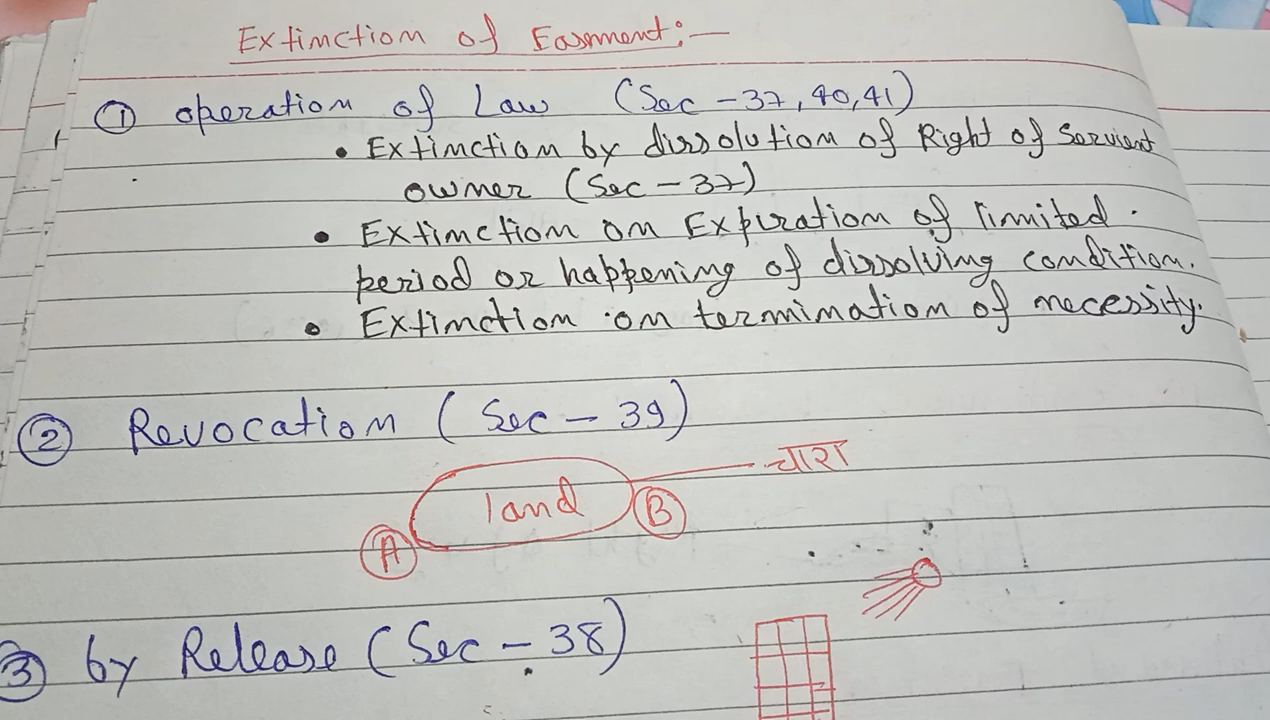 Extinction of Easment:—
① operation of Law (Sec-37,40,41)
• Extinction by dissolution of Right of Servient
owner (Sec-37)
• Extinction on Expiration of limited
period or happening of dissolving condition.
• Extinction on termination of necessity.
② Revocation (Sec-39)
चारा
land
A B
③ by Release (Sec-38)